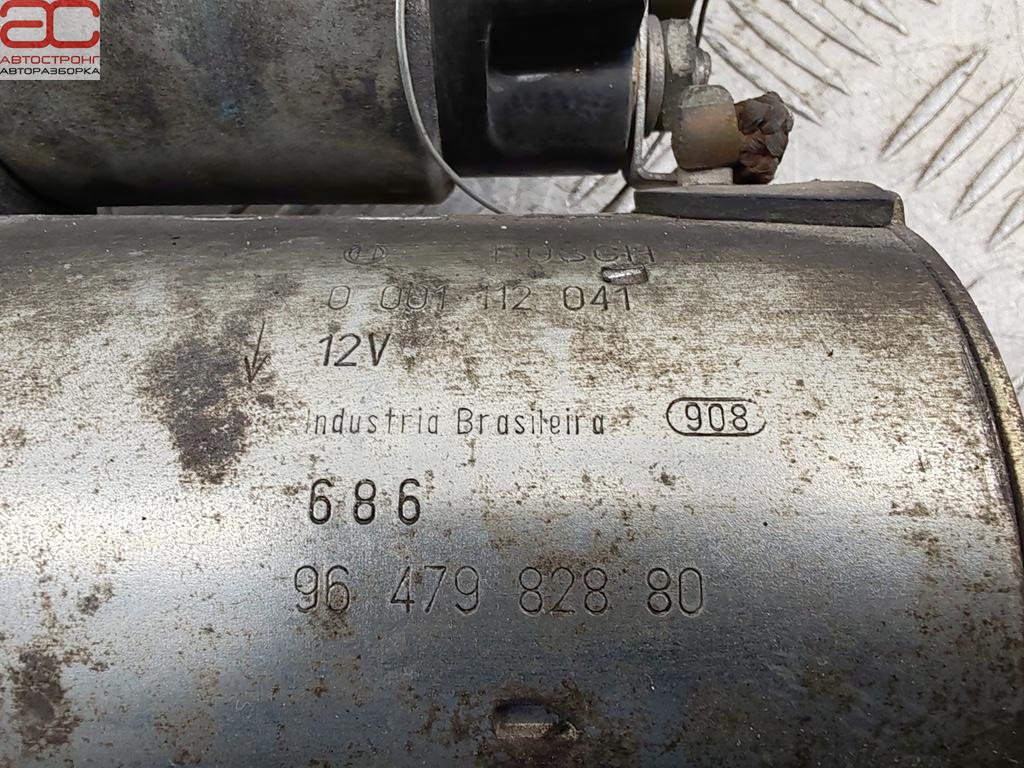 ас
АВТОСТРОНГ
АВТОРАЗБОРКА
BOSCH
0 001 112 041
12V
Industria Brasileira 908
686
96 479 828 80